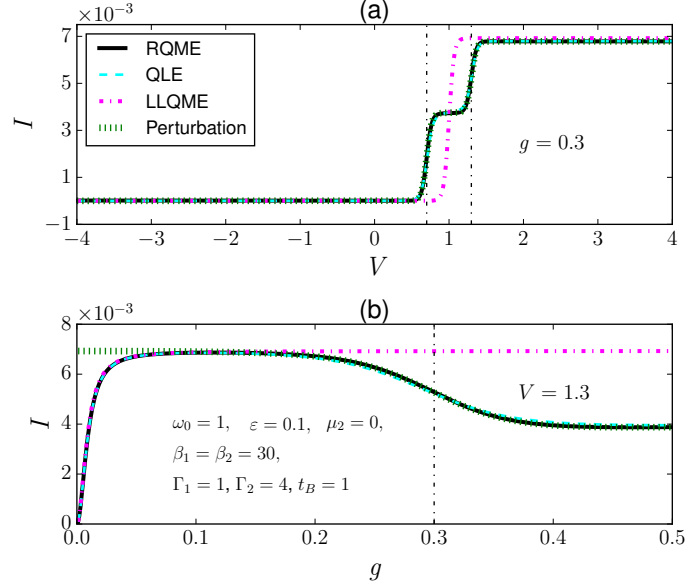 (a)
×10⁻³
7
5
3
1
−1
I
RQME
QLE
LLQME
Perturbation
g = 0.3
−4 −3 −2 −1 0 1 2 3 4
V
(b)
×10⁻³
8
6
4
2
0
I
V = 1.3
ω₀ = 1, ε = 0.1, μ₂ = 0,
β₁ = β₂ = 30,
Γ₁ = 1, Γ₂ = 4, t_B = 1
0.0 0.1 0.2 0.3 0.4 0.5
g